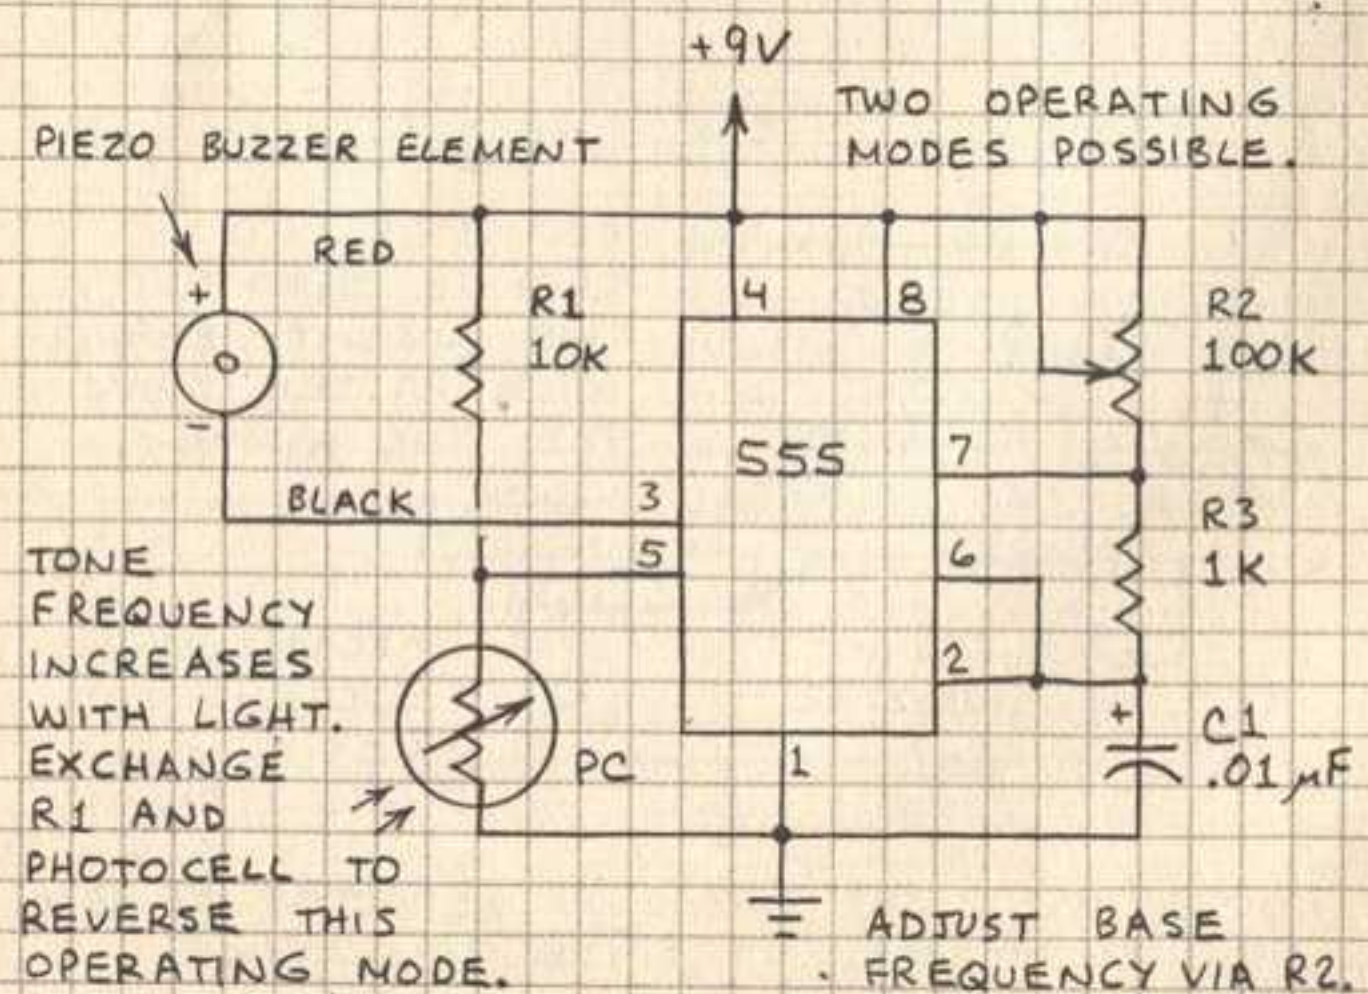 +9V
TWO OPERATING
MODES POSSIBLE.
PIEZO BUZZER ELEMENT
RED
+
-
BLACK
R1
10K
4
8
R2
100K
555
7
3
5
6
2
1
R3
1K
+
C1
.01 µF
PC
TONE
FREQUENCY
INCREASES
WITH LIGHT.
EXCHANGE
R1 AND
PHOTOCELL TO
REVERSE THIS
OPERATING MODE.
ADJUST BASE
FREQUENCY VIA R2.